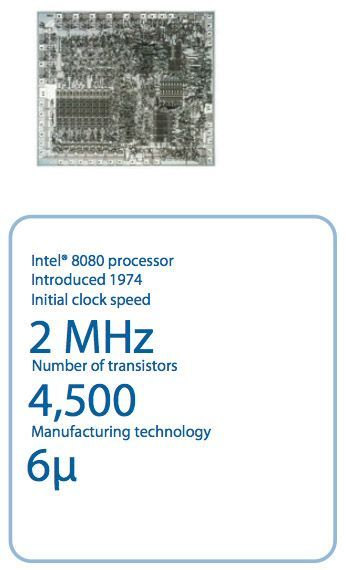 Intel® 8080 processor
Introduced 1974
Initial clock speed
2 MHz
Number of transistors
4,500
Manufacturing technology
6µ